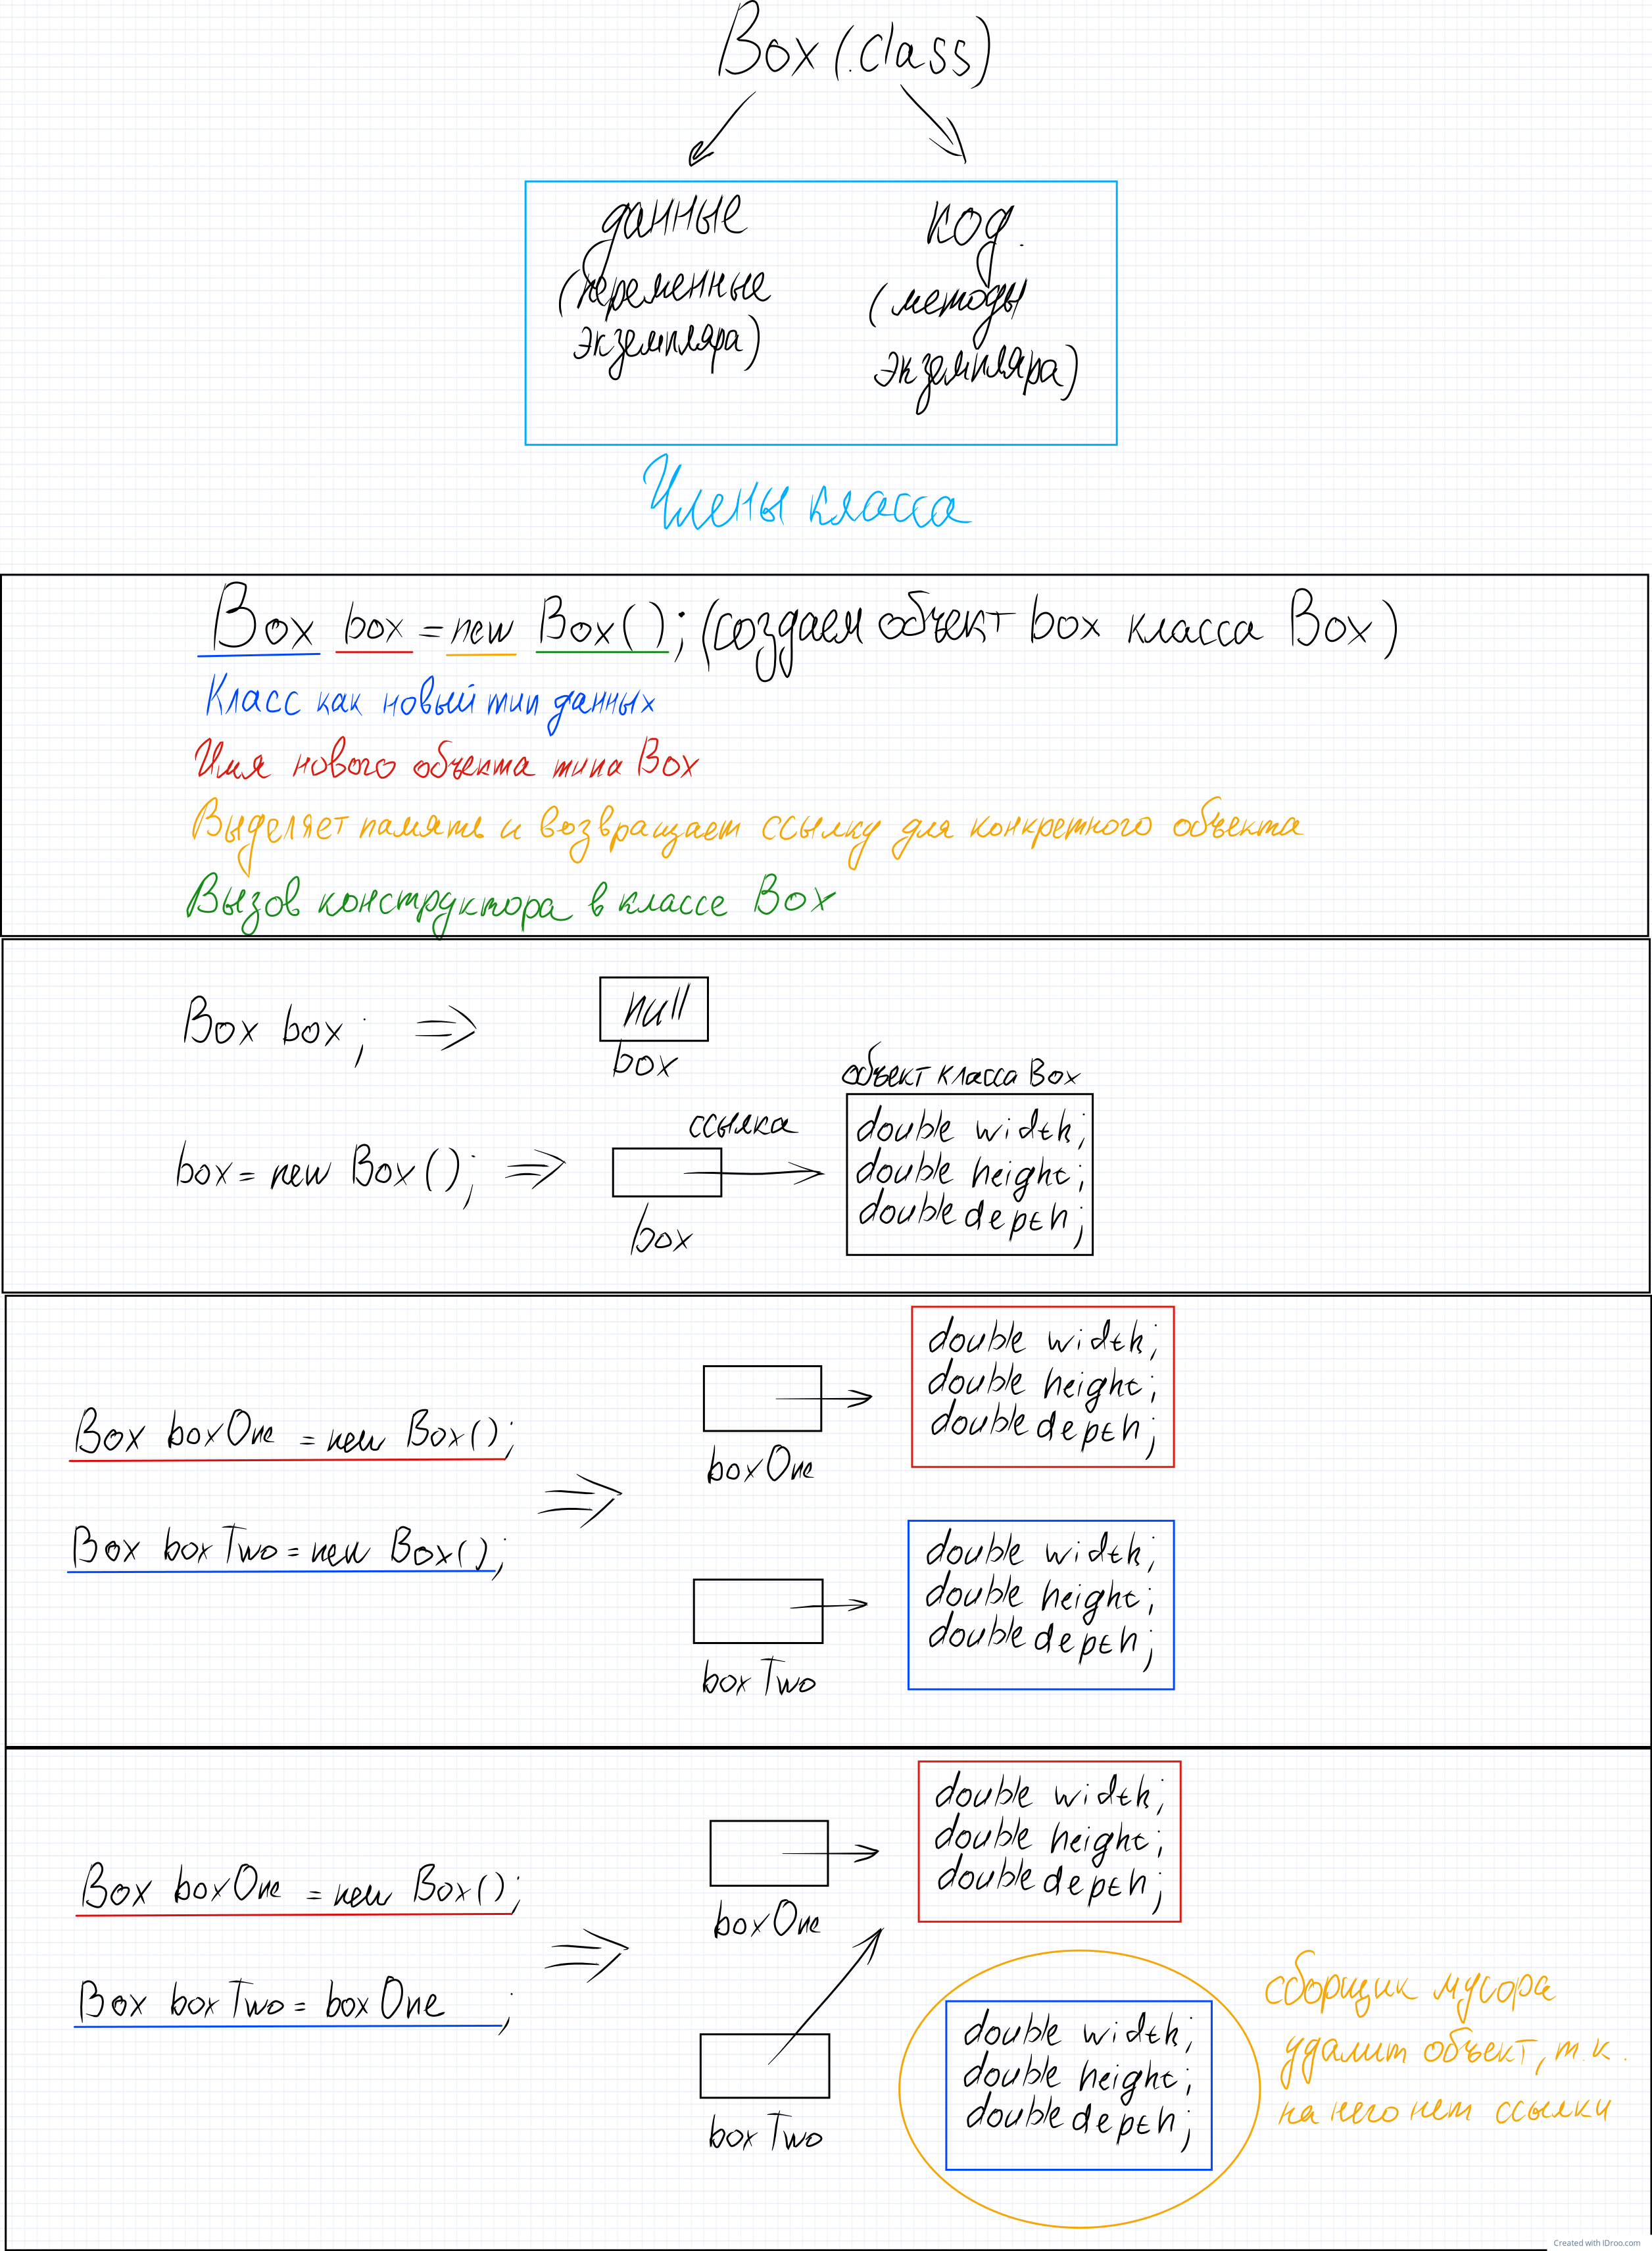 Box (.class)
данные
(переменные
экземпляра)
код.
(методы
экземпляра)
Члены класса
Box box = new Box(); (создаем объект box класса Box)
Класс как новый тип данных
Имя нового объекта типа Box
Выделяет память и возвращает ссылку для конкретного объекта
Вызов конструктора в классе Box
Box box; ⇒
null
box
box = new Box(); ⇒
ссылка
box
объект класса Box
double width;
double height;
double depth;
Box boxOne = new Box();
Box boxTwo = new Box();
⇒
boxOne
double width;
double height;
double depth;
boxTwo
double width;
double height;
double depth;
Box boxOne = new Box();
Box boxTwo = boxOne ;
⇒
boxOne
double width;
double height;
double depth;
boxTwo
double width;
double height;
double depth;
сборщик мусора
удалит объект, т.к.
на него нет ссылки
Created with IDroo.com